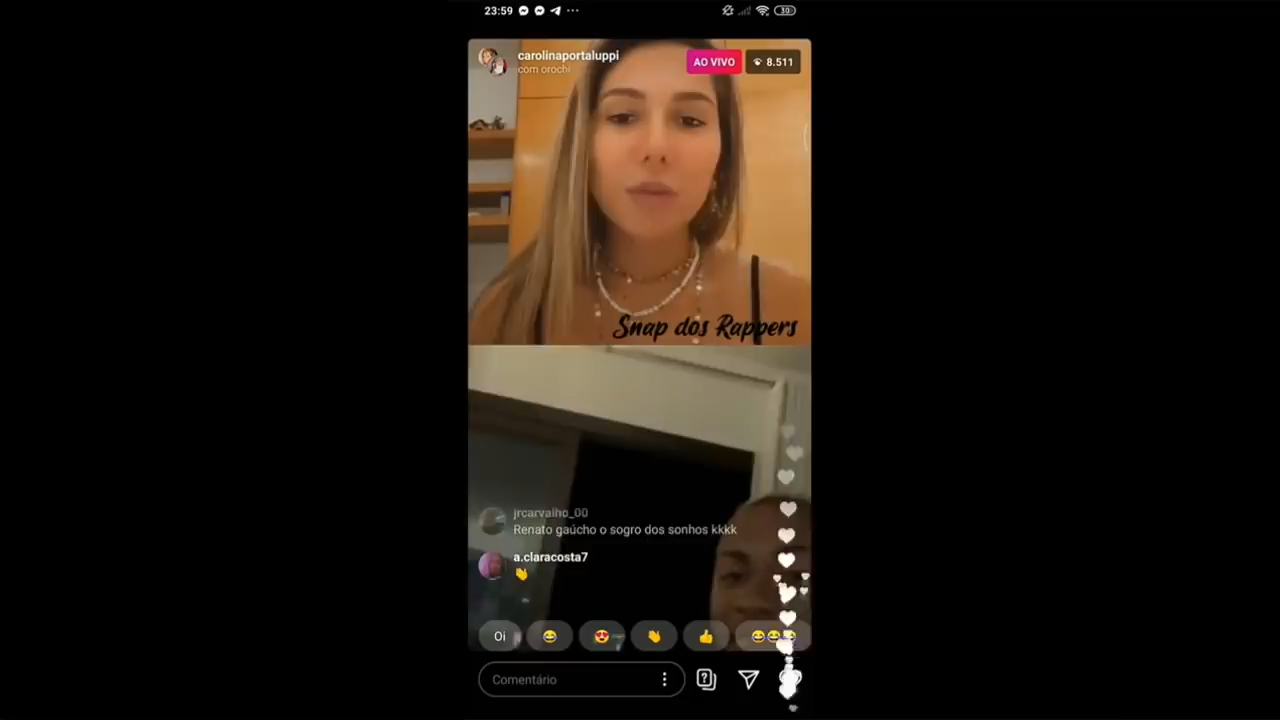 23:59
30
carolinaportaluppi
com orochi
AO VIVO
8.511
Snap dos Rappers
jrcarvalho_00
Renato gaúcho o sogro dos sonhos kkkk
a.claracosta7
👋
Oi 😂 😍 👋 👍 😂😂😂
Comentário